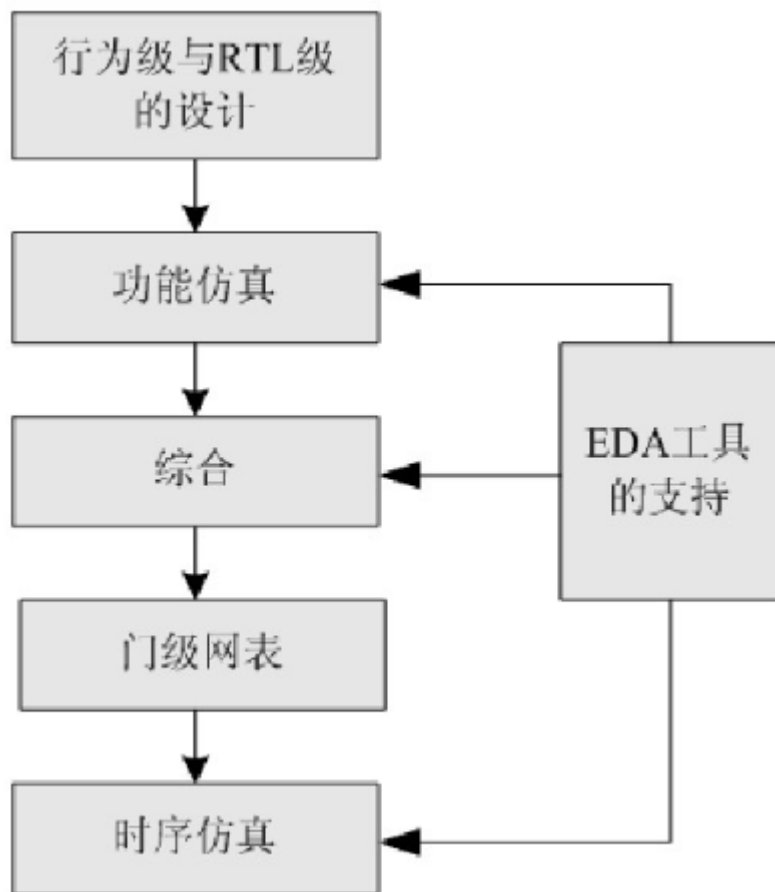 行为级与RTL级
的设计
功能仿真
综合
EDA工具
的支持
门级网表
时序仿真